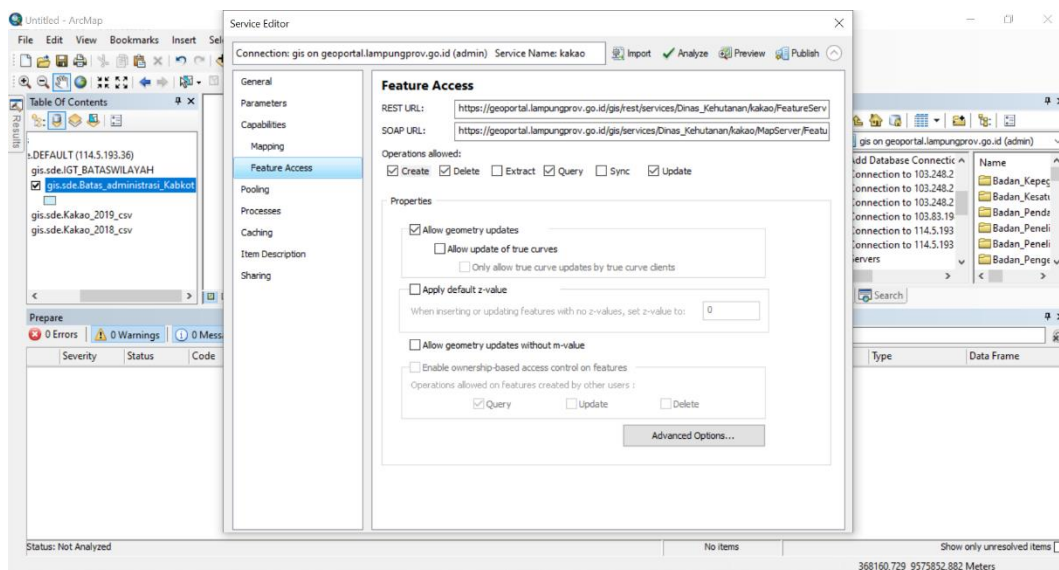 Untitled - ArcMap
File Edit View Bookmarks Insert Sel
Table Of Contents
Results
.DEFAULT (114.5.193.36)
gis.sde.IGT_BATASWILAYAH
gis.sde.Batas_administrasi_Kabkot
gis.sde.Kakao_2019_csv
gis.sde.Kakao_2018_csv
Service Editor
Connection: gis on geoportal.lampungprov.go.id (admin) Service Name: kakao
Import Analyze Preview Publish
General
Parameters
Capabilities
Mapping
Feature Access
Pooling
Processes
Caching
Item Description
Sharing
Feature Access
REST URL: https://geoportal.lampungprov.go.id/gis/rest/services/Dinas_Kehutanan/kakao/FeatureServ
SOAP URL: https://geoportal.lampungprov.go.id/gis/services/Dinas_Kehutanan/kakao/MapServer/Featu
Operations allowed:
Create Delete Extract Query Sync Update
Properties
Allow geometry updates
Allow update of true curves
Only allow true curve updates by true curve clients
Apply default z-value
When inserting or updating features with no z-values, set z-value to: 0
Allow geometry updates without m-value
Enable ownership-based access control on features
Operations allowed on features created by other users :
Query Update Delete
Advanced Options...
gis on geoportal.lampungprov.go.id (admin)
Add Database Connectic
Connection to 103.248.2
Connection to 103.248.2
Connection to 103.248.2
Connection to 103.83.19
Connection to 114.5.193
Connection to 114.5.193
Servers
Name
Badan_Kepeg
Badan_Kesatu
Badan_Penda
Badan_Peneli
Badan_Peneli
Badan_Penge
Search
Prepare
0 Errors 0 Warnings 0 Mess
Severity Status Code
Type Data Frame
Status: Not Analyzed
No items
Show only unresolved items
368160.729 9575852.882 Meters